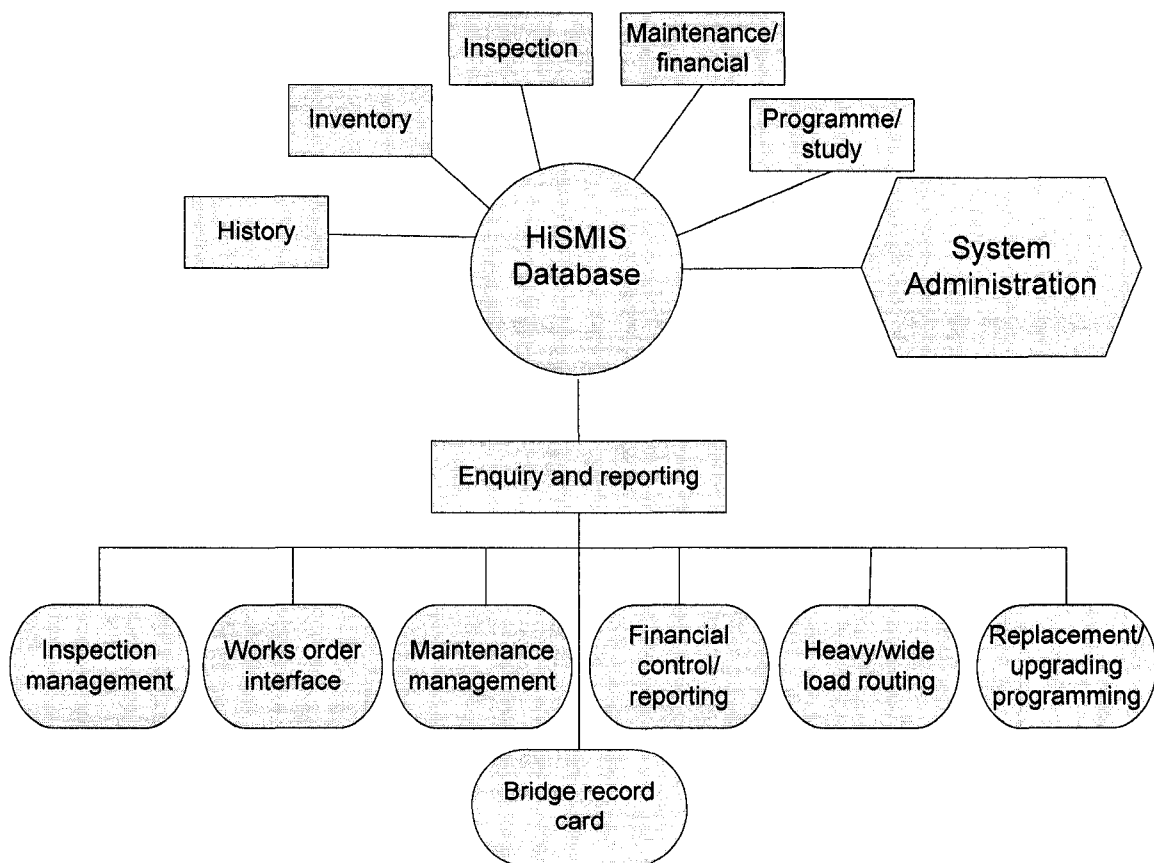 Inspection
Maintenance/
financial
Inventory
Programme/
study
History
HiSMIS
Database
System
Administration
Enquiry and reporting
Inspection
management
Works order
interface
Maintenance
management
Financial
control/
reporting
Heavy/wide
load routing
Replacement/
upgrading
programming
Bridge record
card